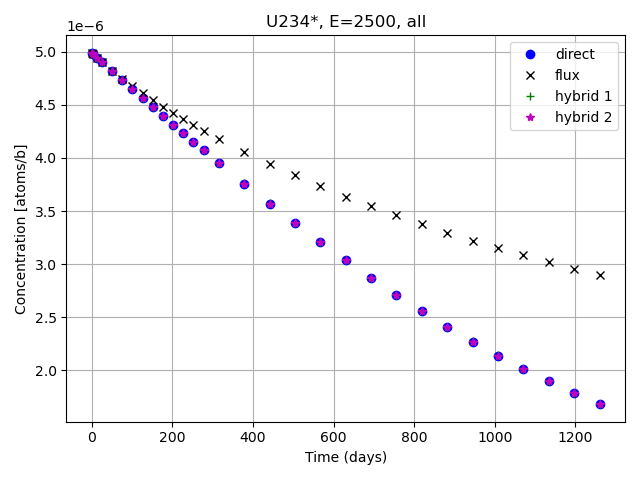 U234*, E=2500, all
1e−6
5.0
4.5
4.0
3.5
3.0
2.5
2.0
Concentration [atoms/b]
direct
flux
hybrid 1
hybrid 2
0 200 400 600 800 1000 1200
Time (days)